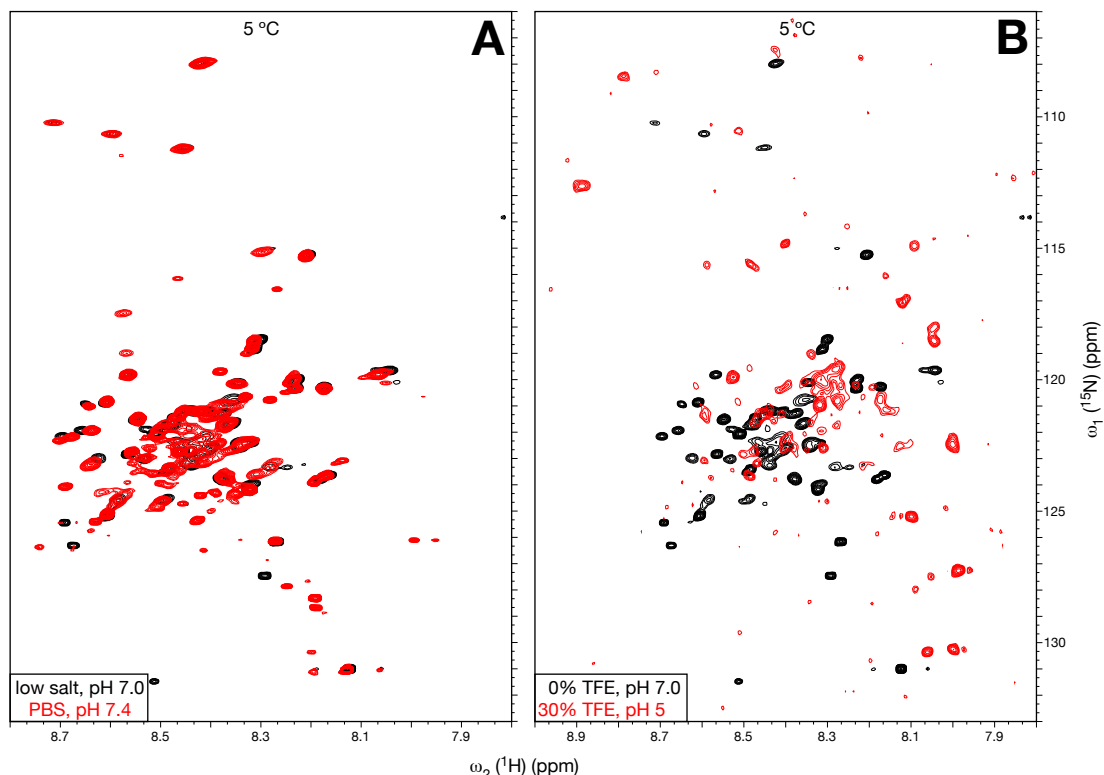 5 °C
A
5 °C
B
110
115
120
125
130
ω₁ (¹⁵N) (ppm)
low salt, pH 7.0
PBS, pH 7.4
0% TFE, pH 7.0
30% TFE, pH 5
8.7
8.5
8.3
8.1
7.9
8.9
8.7
8.5
8.3
8.1
7.9
ω₂ (¹H) (ppm)